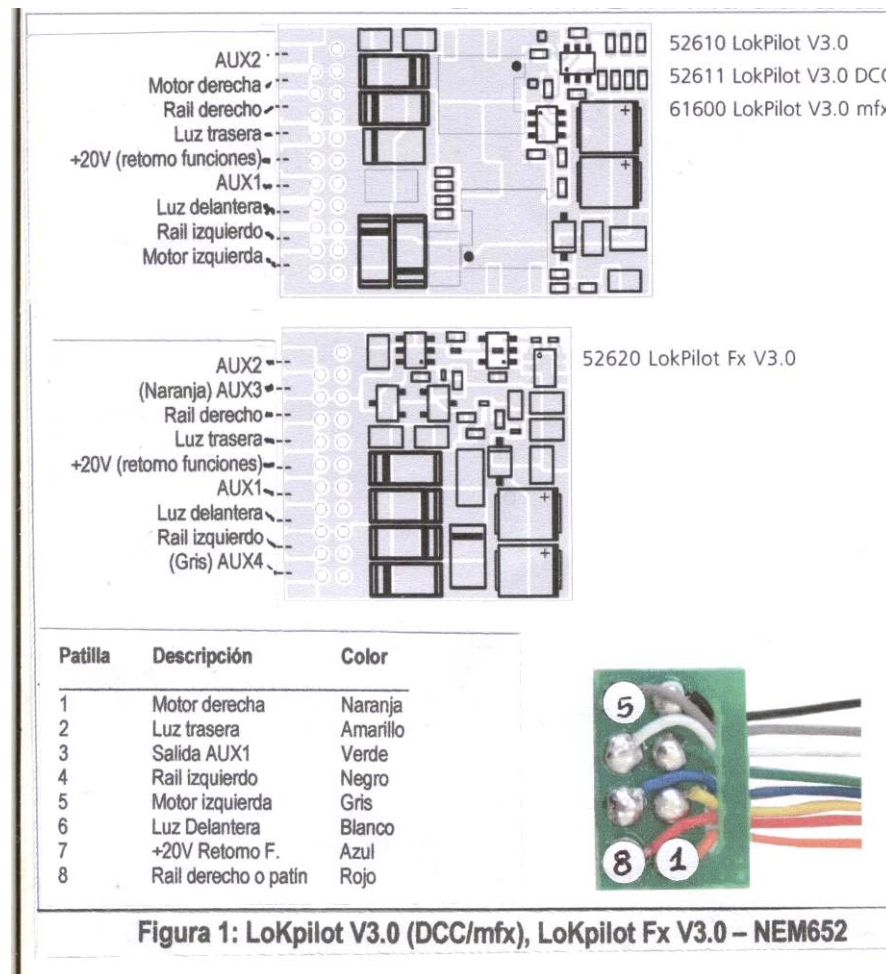 AUX2
Motor derecha
Rail derecho
Luz trasera
+20V (retorno funciones)
AUX1
Luz delantera
Rail izquierdo
Motor izquierda
52610 LokPilot V3.0
52611 LokPilot V3.0 DCC
61600 LokPilot V3.0 mfx
+
+
AUX2
(Naranja) AUX3
Rail derecho
Luz trasera
+20V (retorno funciones)
AUX1
Luz delantera
Rail izquierdo
(Gris) AUX4
52620 LokPilot Fx V3.0
+
+
Patilla Descripción Color
1 Motor derecha Naranja
2 Luz trasera Amarillo
3 Salida AUX1 Verde
4 Rail izquierdo Negro
5 Motor izquierda Gris
6 Luz Delantera Blanco
7 +20V Retorno F. Azul
8 Rail derecho o patín Rojo
5
8 1
Figura 1: LoKpilot V3.0 (DCC/mfx), LoKpilot Fx V3.0 – NEM652